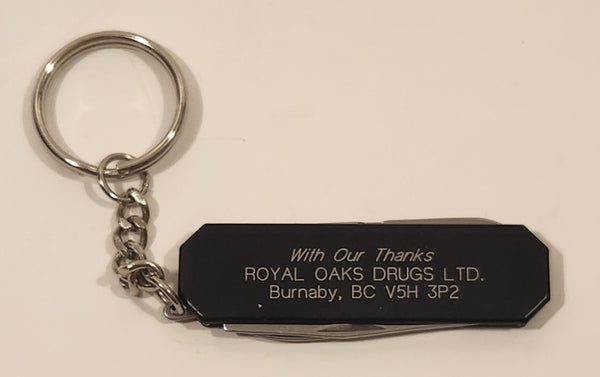 With Our Thanks
ROYAL OAKS DRUGS LTD.
Burnaby, BC V5H 3P2